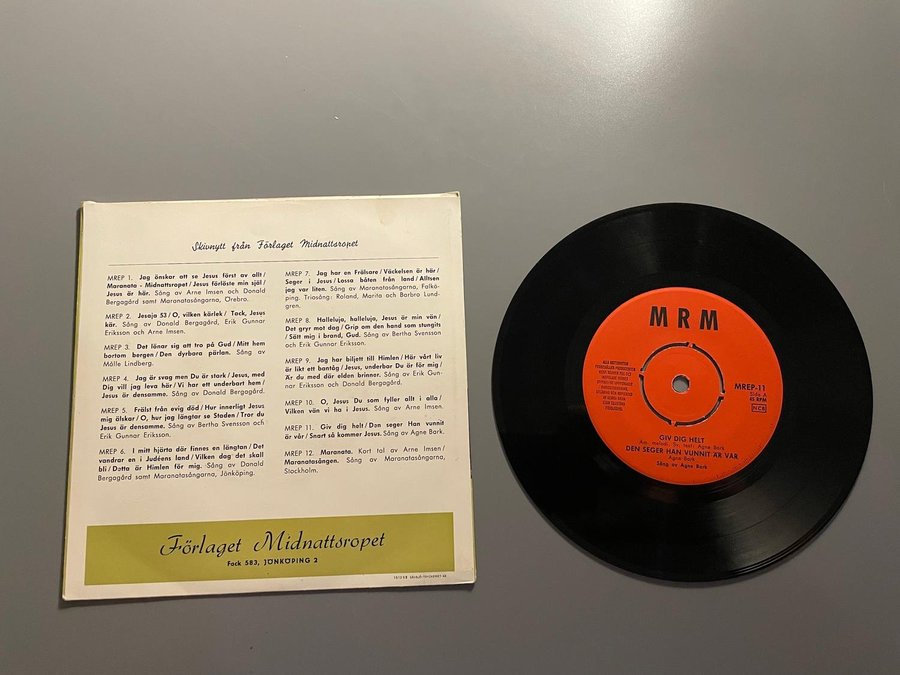 Skivnytt från Förlaget Midnattsropet
MREP 1. Jag önskar att se Jesus först av allt/
Maranata - Midnattsropet/Jesus förlöste min själ/
Jesus är här. Sång av Arne Imsen och Donald
Bergagård samt Maranatasångarna, Örebro.
MREP 2. Jesaja 53/O, vilken kärlek/ Tack, Jesus
kär. Sång av Donald Bergagård, Erik Gunnar
Eriksson och Arne Imsen.
MREP 3. Det lönar sig att tro på Gud/Mitt hem
bortom bergen/Den dyrbara pärlan. Sång av
Målle Lindberg.
MREP 4. Jag är svag men Du är stark/Jesus, med
Dig vill jag leva här/Vi har ett underbart hem/
Jesus är densamme. Sång av Donald Bergagård.
MREP 5. Frälst från evig död/Hur innerligt Jesus
mig älskar/O, hur jag längtar se Staden/Tror du
Jesus är densamme. Sång av Bertha Svensson och
Erik Gunnar Eriksson.
MREP 6. I mitt hjärta där finnes en längtan/Det
vandrar en i Judéens land/Vilken dag det skall
bli/Detta är Himlen för mig. Sång av Donald
Bergagård samt Maranatasångarna, Jönköping.
MREP 7. Jag har en Frälsare/Väckelsen är här/
Seger i Jesus/Lossa båten från land/Alltsen
jag var liten. Sång av Maranatasångarna, Falkö-
ping. Triosång: Roland, Marita och Barbro Lund-
gren.
MREP 8. Halleluja, halleluja, Jesus är min vän/
Det gryr mot dag/Grip om den hand som stungits
/Sätt mig i brand, Gud. Sång av Bertha Svensson
och Erik Gunnar Eriksson.
MREP 9. Jag har biljett till Himlen/Här vårt liv
är likt ett bantåg/Jesus, underbar Du är för mig/
Är du med där elden brinner. Sång av Erik Gun-
nar Eriksson och Donald Bergagård.
MREP 10. O, Jesus Du som fyller allt i alla/
Vilken vän vi ha i Jesus. Sång av Arne Imsen.
MREP 11. Giv dig helt/Den seger Han vunnit
är vår/Snart så kommer Jesus. Sång av Agne Bark.
MREP 12. Maranata. Kort tal av Arne Imsen/
Maranatasången. Sång av Maranatasångarna,
Stockholm.
Förlaget Midnattsropet
Fack 583, JÖNKÖPING 2
MRM
MREP-11
Side A
45 RPM
NCB
GIV DIG HELT
Am. melodi, Sv. text: Agne Bark
DEN SEGER HAN VUNNIT ÄR VÅR
Agne Bark
Sång av Agne Bark